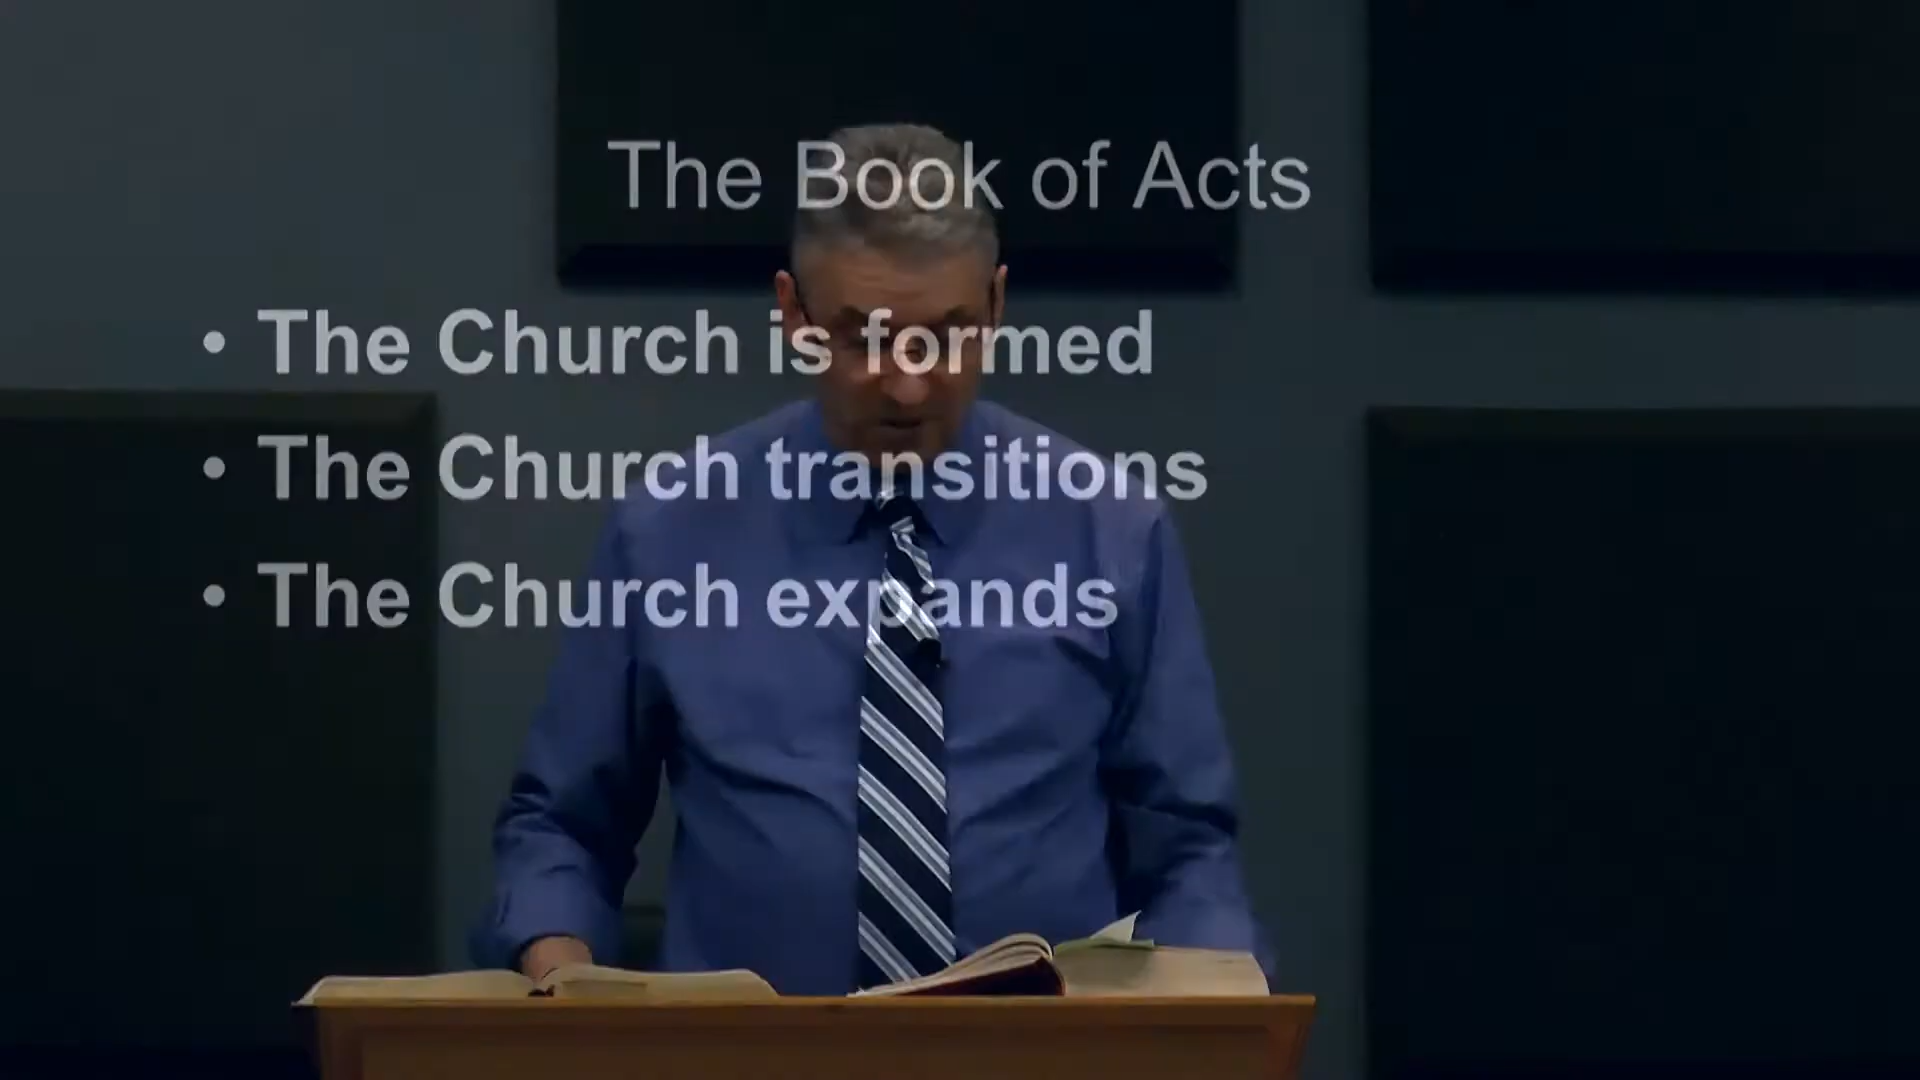 The Book of Acts
• The Church is formed
• The Church transitions
• The Church expands